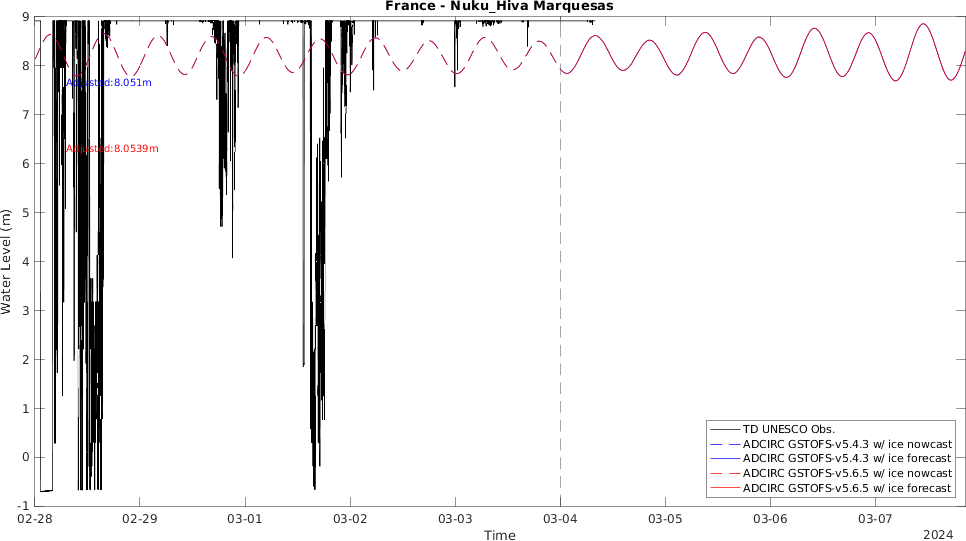 France - Nuku_Hiva Marquesas
9
8
7
6
5
4
3
2
1
0
-1
Water Level (m)
Adjusted:8.051m
Adjusted:8.0539m
TD UNESCO Obs.
ADCIRC GSTOFS-v5.4.3 w/ ice nowcast
ADCIRC GSTOFS-v5.4.3 w/ ice forecast
ADCIRC GSTOFS-v5.6.5 w/ ice nowcast
ADCIRC GSTOFS-v5.6.5 w/ ice forecast
02-28 02-29 03-01 03-02 03-03 03-04 03-05 03-06 03-07
Time
2024